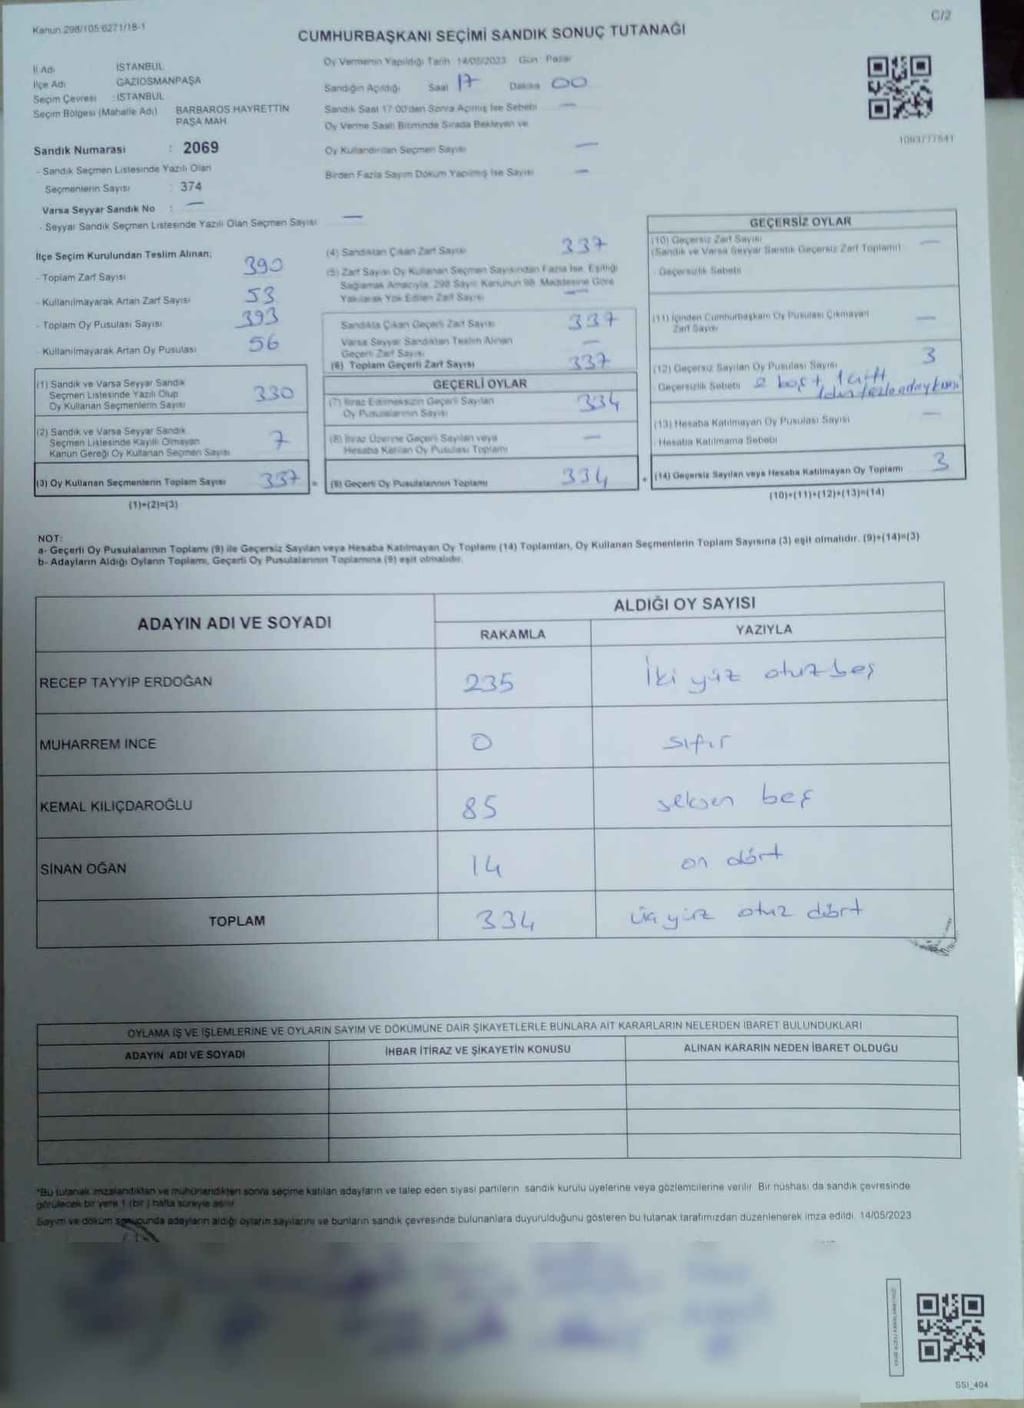 Kanun 298/105 6271/18-1
C/2
CUMHURBAŞKANI SEÇİMİ SANDIK SONUÇ TUTANAĞI
İl Adı İSTANBUL
İlçe Adı GAZİOSMANPAŞA
Seçim Çevresi : İSTANBUL
Seçim Bölgesi (Mahalle Adı) BARBAROS HAYRETTİN PAŞA MAH
Sandık Numarası : 2069
- Sandık Seçmen Listesinde Yazılı Olan
Seçmenlerin Sayısı : 374
Varsa Seyyar Sandık No : —
- Seyyar Sandık Seçmen Listesinde Yazılı Olan Seçmen Sayısı —
Oy Vermenin Yapıldığı Tarih 14/05/2023 Gün Pazar
Sandığın Açıldığı Saat 17 Dakika 00
Sandık Saat 17 00'den Sonra Açılmış İse Sebebi —
Oy Verme Saati Bitiminde Sırada Bekleyen ve
Oy Kullandırılan Seçmen Sayısı —
Birden Fazla Sayım Döküm Yapılmış İse Sayısı —
İlçe Seçim Kurulundan Teslim Alınan;
- Toplam Zarf Sayısı 390
- Kullanılmayarak Artan Zarf Sayısı 53
- Toplam Oy Pusulası Sayısı 393
- Kullanılmayarak Artan Oy Pusulası 56
(1) Sandık ve Varsa Seyyar Sandık
Seçmen Listesinde Yazılı Olup
Oy Kullanan Seçmenlerin Sayısı 330
(2) Sandık ve Varsa Seyyar Sandık
Seçmen Listesinde Kayıtlı Olmayan
Kanun Gereği Oy Kullanan Seçmen Sayısı 7
(3) Oy Kullanan Seçmenlerin Toplam Sayısı 337
(1)+(2)=(3)
(4) Sandıktan Çıkan Zarf Sayısı 337
(5) Zarf Sayısı Oy Kullanan Seçmen Sayısından Fazla İse, Eşitliği
Sağlamak Amacıyla, 298 Sayılı Kanunun 98. Maddesine Göre
Yakılarak Yok Edilen Zarf Sayısı —
Sandıkta Çıkan Geçerli Zarf Sayısı 337
Varsa Seyyar Sandıktan Teslim Alınan
Geçerli Zarf Sayısı —
(6) Toplam Geçerli Zarf Sayısı 337
GEÇERLİ OYLAR
(7) İtiraz Edilmeksizin Geçerli Sayılan
Oy Pusulalarının Sayısı 334
(8) İtiraz Üzerine Geçerli Sayılan veya
Hesaba Katılan Oy Pusulası Toplamı —
(9) Geçerli Oy Pusulalarının Toplamı 334
GEÇERSİZ OYLAR
(10) Geçersiz Zarf Sayısı —
(Sandık ve Varsa Seyyar Sandık Geçersiz Zarf Toplamı)
- Geçersizlik Sebebi
(11) İçinden Cumhurbaşkanı Oy Pusulası Çıkmayan
Zarf Sayısı —
(12) Geçersiz Sayılan Oy Pusulası Sayısı 3
- Geçersizlik Sebebi 2 boş + 1 çift
(13) Hesaba Katılmayan Oy Pusulası Sayısı —
- Hesaba Katılmama Sebebi
(14) Geçersiz Sayılan veya Hesaba Katılmayan Oy Toplamı 3
(10)+(11)+(12)+(13)=(14)
NOT:
a- Geçerli Oy Pusulalarının Toplamı (9) ile Geçersiz Sayılan veya Hesaba Katılmayan Oy Toplamı (14) Toplamları, Oy Kullanan Seçmenlerin Toplam Sayısına (3) eşit olmalıdır. (9)+(14)=(3)
b- Adayların Aldığı Oyların Toplamı, Geçerli Oy Pusulalarının Toplamına (9) eşit olmalıdır.
ADAYIN ADI VE SOYADI
ALDIĞI OY SAYISI
RAKAMLA YAZIYLA
RECEP TAYYİP ERDOĞAN 235 İki yüz otuz beş
MUHARREM İNCE 0 sıfır
KEMAL KILIÇDAROĞLU 85 seksen beş
SİNAN OĞAN 14 on dört
TOPLAM 334 üç yüz otuz dört
OYLAMA İŞ VE İŞLEMLERİNE VE OYLARIN SAYIM VE DÖKÜMÜNE DAİR ŞİKAYETLERLE BUNLARA AİT KARARLARIN NELERDEN İBARET BULUNDUKLARI
ADAYIN ADI VE SOYADI İHBAR İTİRAZ VE ŞİKAYETİN KONUSU ALINAN KARARIN NEDEN İBARET OLDUĞU
*Bu tutanak imzalandıktan ve mühürlendikten sonra seçime katılan adayların ve talep eden siyasi partilerin sandık kurulu üyelerine veya gözlemcilerine verilir. Bir nüshası da sandık çevresinde
görülecek bir yere 1 (bir) hafta süreyle asılır.
Sayım ve döküm sonucunda adayların aldığı oyların sayılarını ve bunların sandık çevresinde bulunanlara duyurulduğunu gösteren bu tutanak tarafımızdan düzenlenerek imza edildi. 14/05/2023
SSI_404